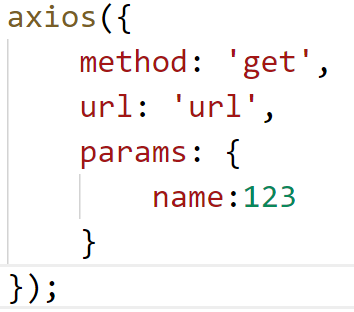 axios({
    method: 'get',
    url: 'url',
    params: {
        name:123
    }
});